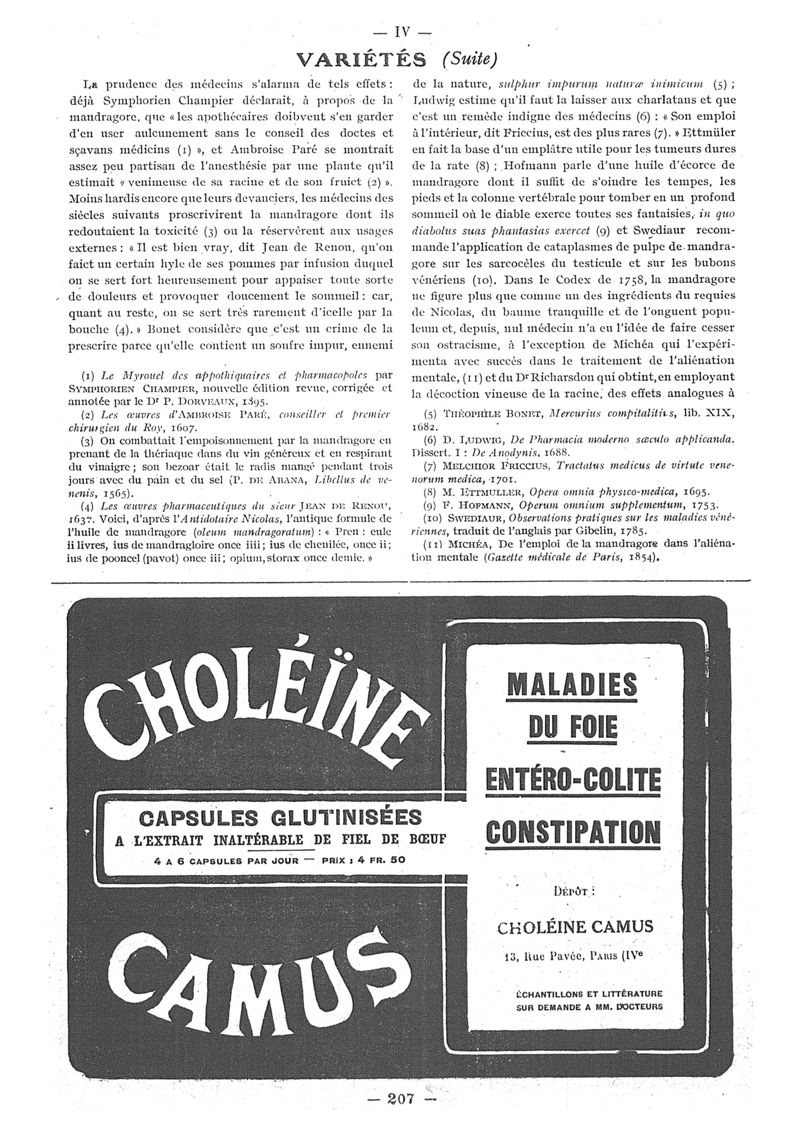 — IV —
VARIÉTÉS (Suite)
La prudence des médecins s'alarma de tels effets :
déjà Symphorien Champier déclarait, à propos de la
mandragore, que « les apothécaires doibvent s'en garder
d'en user aulcunement sans le conseil des doctes et
sçavans médicins (1) », et Ambroise Paré se montrait
assez peu partisan de l'anesthésie par une plante qu'il
estimait « venimeuse de sa racine et de son fruict (2) ».
Moins hardis encore que leurs devanciers, les médecins des
siècles suivants proscrivirent la mandragore dont ils
redoutaient la toxicité (3) ou la réservèrent aux usages
externes : « Il est bien vray, dit Jean de Renou, qu'on
faict un certain hyle de ses pommes par infusion duquel
on se sert fort heureusement pour appaiser toute sorte
de douleurs et provoquer doucement le sommeil : car,
quant au reste, on se sert très rarement d'icelle par la
bouche (4). » Bonet considère que c'est un crime de la
prescrire parce qu'elle contient un soufre impur, ennemi
(1) Le Myrouel des appothiquaires et pharmacopoles par
SYMPHORIEN CHAMPIER, nouvelle édition revue, corrigée et
annotée par le Dr P. DORVEAUX, 1895.
(2) Les œuvres d'AMBROISE PARÉ, conseiller et premier
chirurgien du Roy, 1607.
(3) On combattait l'empoisonnement par la mandragore en
prenant de la thériaque dans du vin généreux et en respirant
du vinaigre ; son bezoar était le radis mangé pendant trois
jours avec du pain et du sel (P. DE ABANA, Libellus de ve-
nenis, 1565).
(4) Les œuvres pharmaceutiques du sieur JEAN DE RENOU,
1637. Voici, d'après l'Antidotaire Nicolas, l'antique formule de
l'huile de mandragore (oleum mandragoratum) : « Pren : eule
ii livres, ius de mandragloire once iiii ; ius de chenilée, once ii ;
ius de pooncel (pavot) once iii ; opium, storax once demie. »
de la nature, sulphur impurum naturæ inimicum (5) ;
Ludwig estime qu'il faut la laisser aux charlatans et que
c'est un remède indigne des médecins (6) : « Son emploi
à l'intérieur, dit Friccius, est des plus rares (7). » Ettmüler
en fait la base d'un emplâtre utile pour les tumeurs dures
de la rate (8) ; Hofmann parle d'une huile d'écorce de
mandragore dont il suffit de s'oindre les tempes, les
pieds et la colonne vertébrale pour tomber en un profond
sommeil où le diable exerce toutes ses fantaisies, in quo
diabolus suas phantasias exercet (9) et Swediaur recom-
mande l'application de cataplasmes de pulpe de mandra-
gore sur les sarcocèles du testicule et sur les bubons
vénériens (10). Dans le Codex de 1758, la mandragore
ne figure plus que comme un des ingrédients du requies
de Nicolas, du baume tranquille et de l'onguent popu-
leum et, depuis, nul médecin n'a eu l'idée de faire cesser
son ostracisme, à l'exception de Michéa qui l'expéri-
menta avec succès dans le traitement de l'aliénation
mentale, (11) et du Dr Richarsdon qui obtint, en employant
la décoction vineuse de la racine, des effets analogues à
(5) THÉOPHILE BONET, Mercurius compitalitis, lib. XIX,
1682.
(6) D. LUDWIG, De Pharmacia moderno sæculo applicanda.
Dissert. I : De Anodynis, 1688.
(7) MELCHIOR FRICCIUS, Tractatus medicus de virtute vene-
norum medica, 1701.
(8) M. ETTMULLER, Opera omnia physico-medica, 1695.
(9) F. HOFMANN, Operum omnium supplementum, 1753.
(10) SWEDIAUR, Observations pratiques sur les maladies véné-
riennes, traduit de l'anglais par Gibelin, 1785.
(11) MICHÉA, De l'emploi de la mandragore dans l'aliéna-
tion mentale (Gazette médicale de Paris, 1854).
CHOLÉÏNE
CAPSULES GLUTINISÉES
A L'EXTRAIT INALTÉRABLE DE FIEL DE BŒUF
4 A 6 CAPSULES PAR JOUR — PRIX : 4 FR. 50
CAMUS
MALADIES
DU FOIE
ENTÉRO-COLITE
CONSTIPATION
DÉPÔT :
CHOLÉINE CAMUS
13, Rue Pavée, PARIS (IVe
ÉCHANTILLONS ET LITTÉRATURE
SUR DEMANDE A MM. DOCTEURS
— 207 —